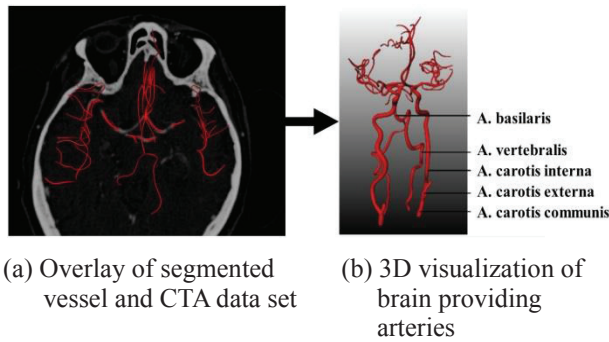 A. basilaris
A. vertebralis
A. carotis interna
A. carotis externa
A. carotis communis
(a) Overlay of segmented
vessel and CTA data set
(b) 3D visualization of
brain providing
arteries